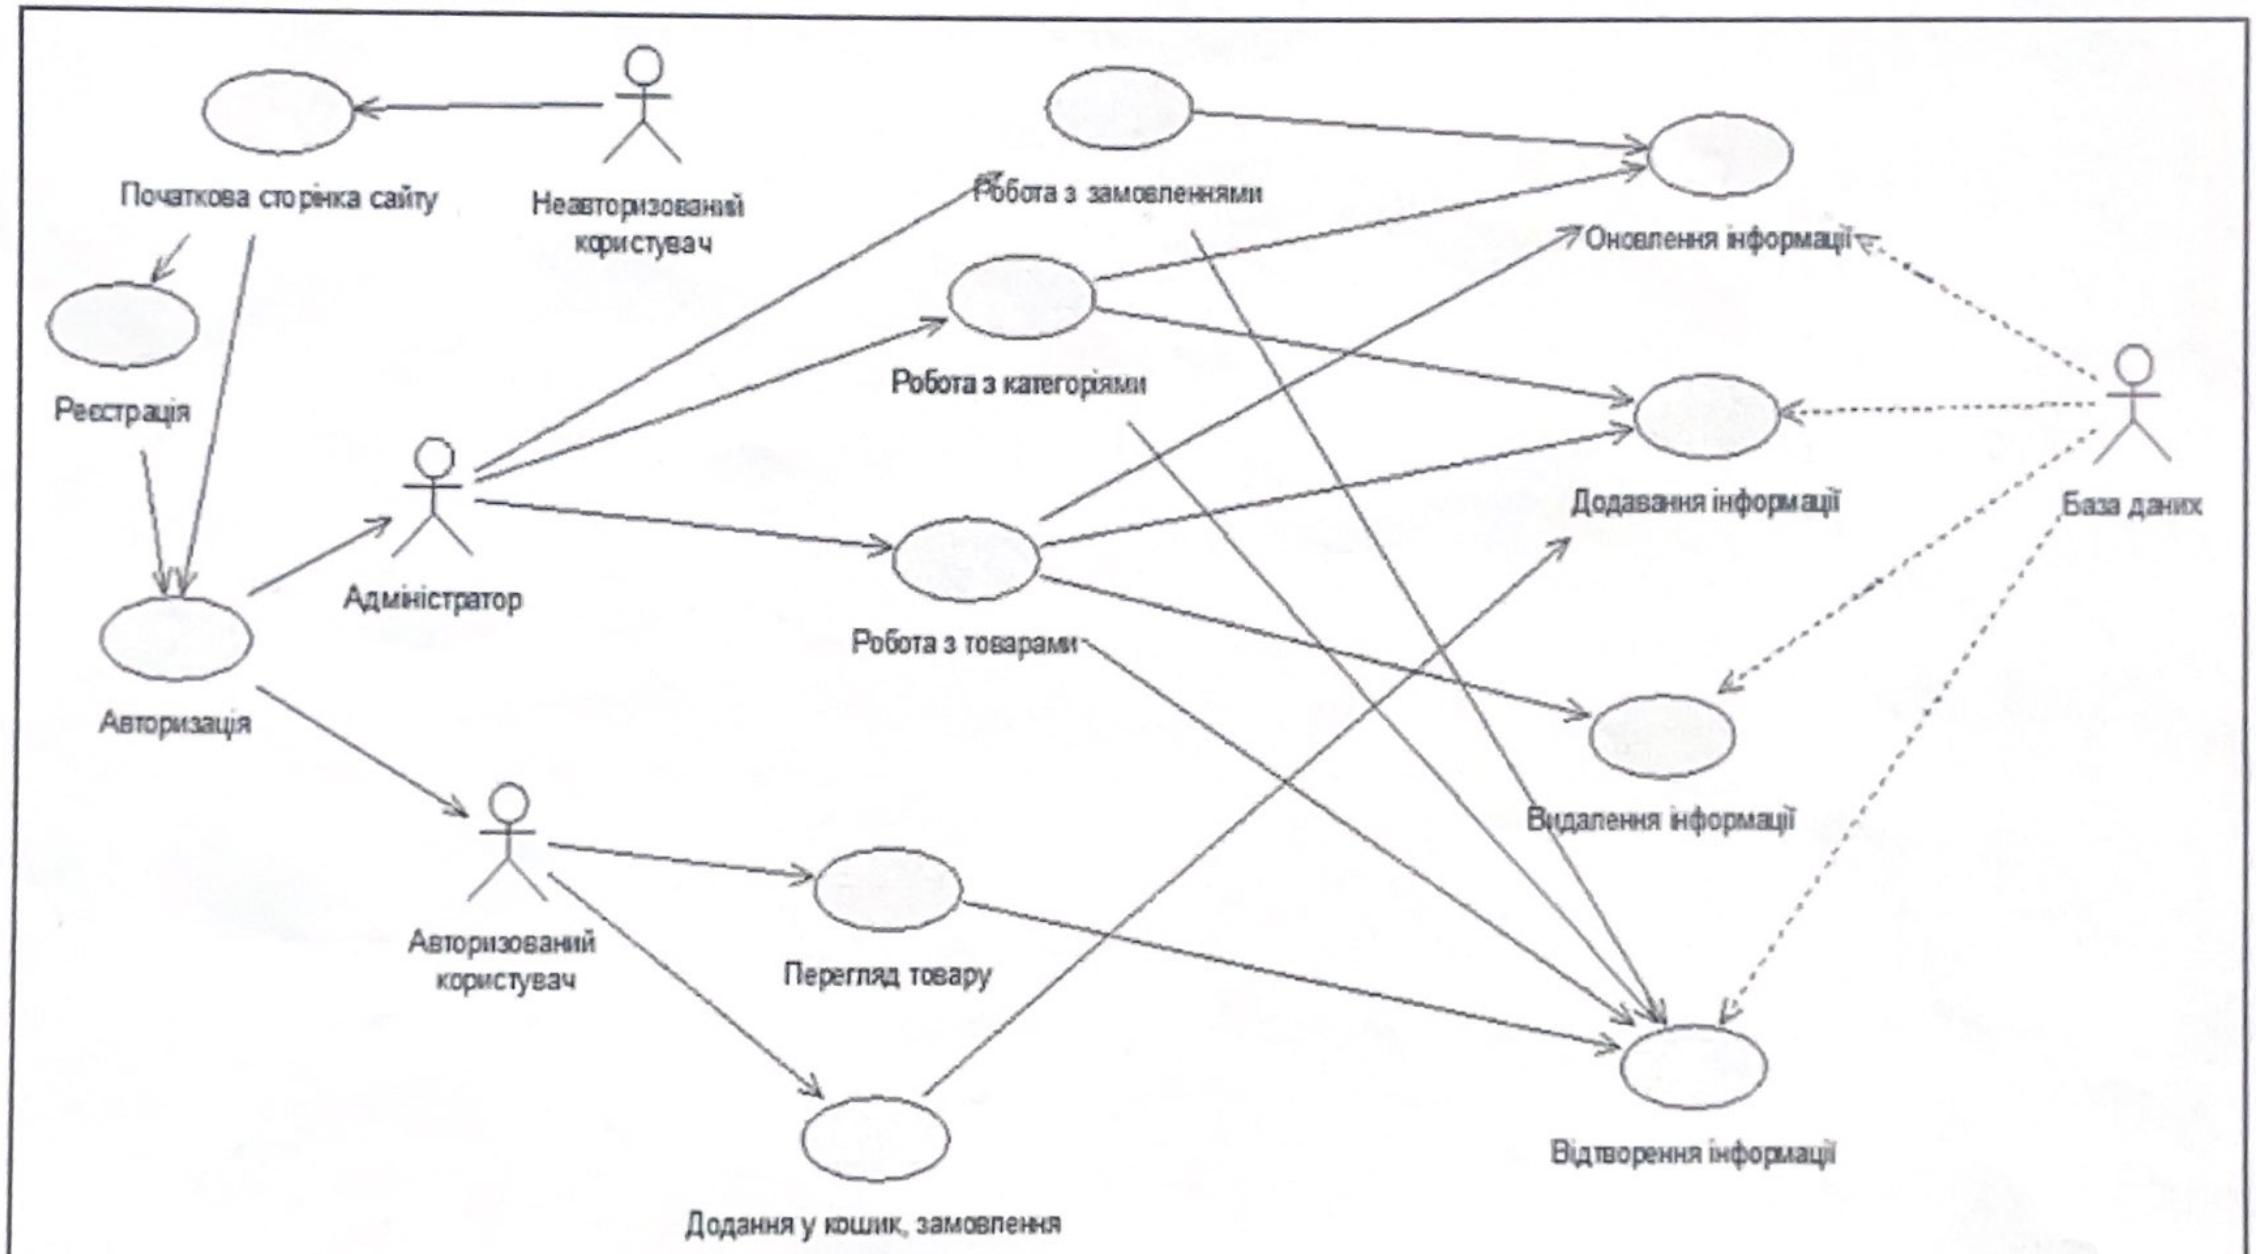 Початкова сторінка сайту
Неавторизований
користувач
Робота з замовленнями
Оновлення інформації
Реєстрація
Робота з категоріями
Адміністратор
Додавання інформації
База даних
Робота з товарами
Авторизація
Видалення інформації
Авторизований
користувач
Перегляд товару
Відтворення інформації
Додання у кошик, замовлення